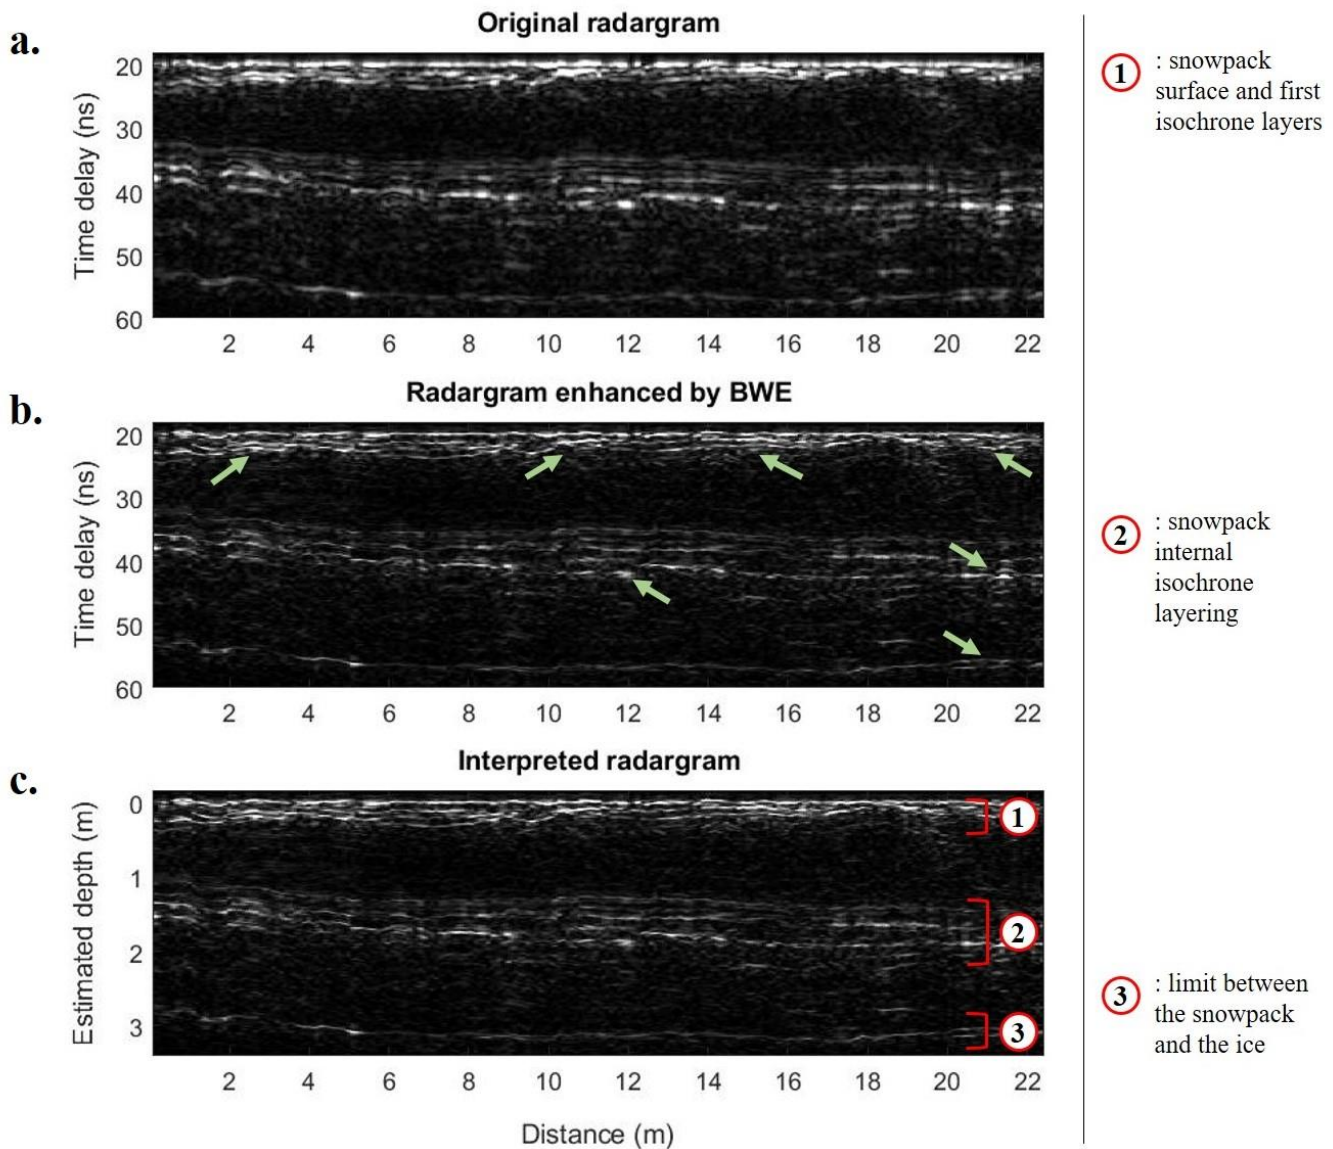 a.
Original radargram
Time delay (ns)
20
30
40
50
60
2 4 6 8 10 12 14 16 18 20 22
b.
Radargram enhanced by BWE
Time delay (ns)
20
30
40
50
60
2 4 6 8 10 12 14 16 18 20 22
c.
Interpreted radargram
Estimated depth (m)
0
1
2
3
1
2
3
2 4 6 8 10 12 14 16 18 20 22
Distance (m)
1 : snowpack
surface and first
isochrone layers
2 : snowpack
internal
isochrone
layering
3 : limit between
the snowpack
and the ice